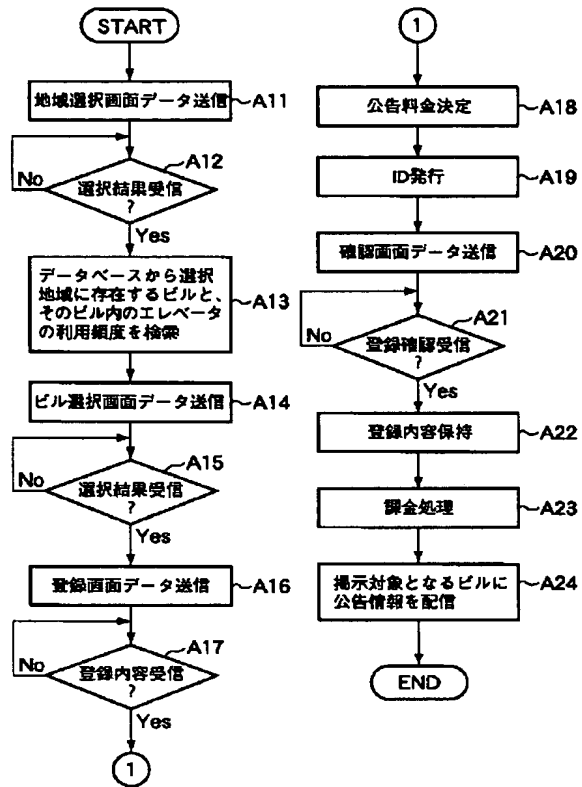 START
地域選択画面データ送信
A11
A12
選択結果受信
?
No
Yes
データベースから選択
地域に存在するビルと、
そのビル内のエレベータ
の利用頻度を検索
A13
ビル選択画面データ送信
A14
A15
選択結果受信
?
No
Yes
登録画面データ送信
A16
A17
登録内容受信
?
No
Yes
1
1
公告料金決定
A18
ID発行
A19
確認画面データ送信
A20
A21
登録確認受信
?
No
Yes
登録内容保持
A22
課金処理
A23
掲示対象となるビルに
公告情報を配信
A24
END